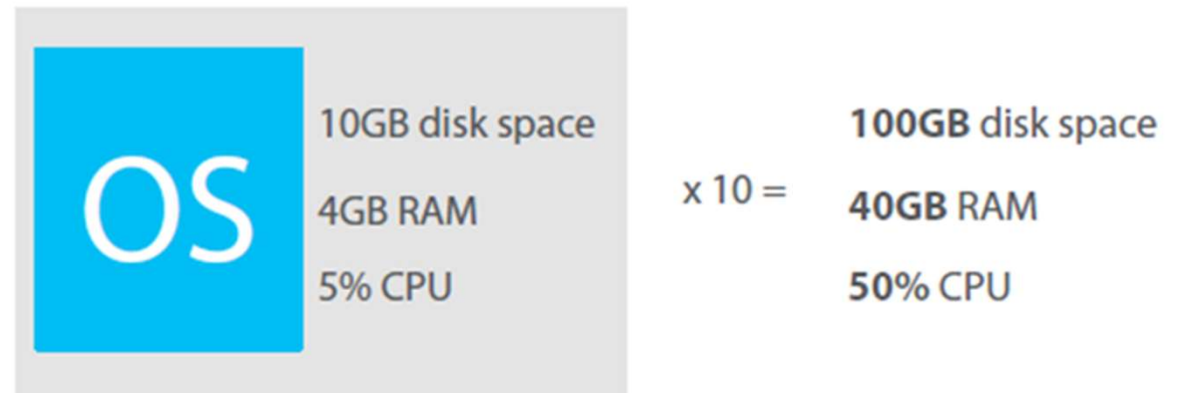 OS
10GB disk space
4GB RAM
5% CPU
x 10 =
100GB disk space
40GB RAM
50% CPU